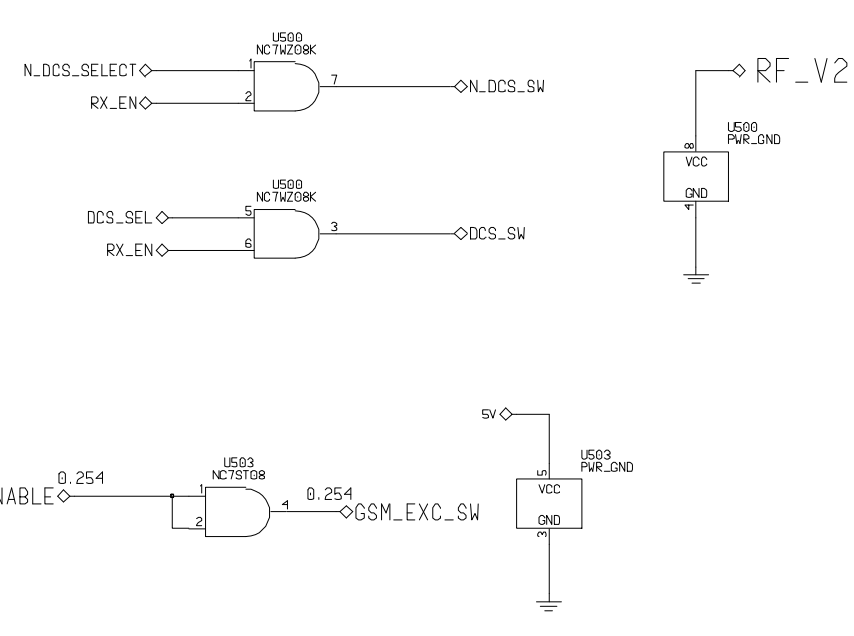 U500
NC7WZ08K
N_DCS_SELECT
1
7
N_DCS_SW
RX_EN
2
RF_V2
U500
PWR_GND
8
VCC
GND
4
U500
NC7WZ08K
DCS_SEL
5
3
DCS_SW
RX_EN
6
5V
U503
PWR_GND
5
VCC
GND
3
U503
NC7ST08
0.254
NABLE
1
4
0.254
GSM_EXC_SW
2